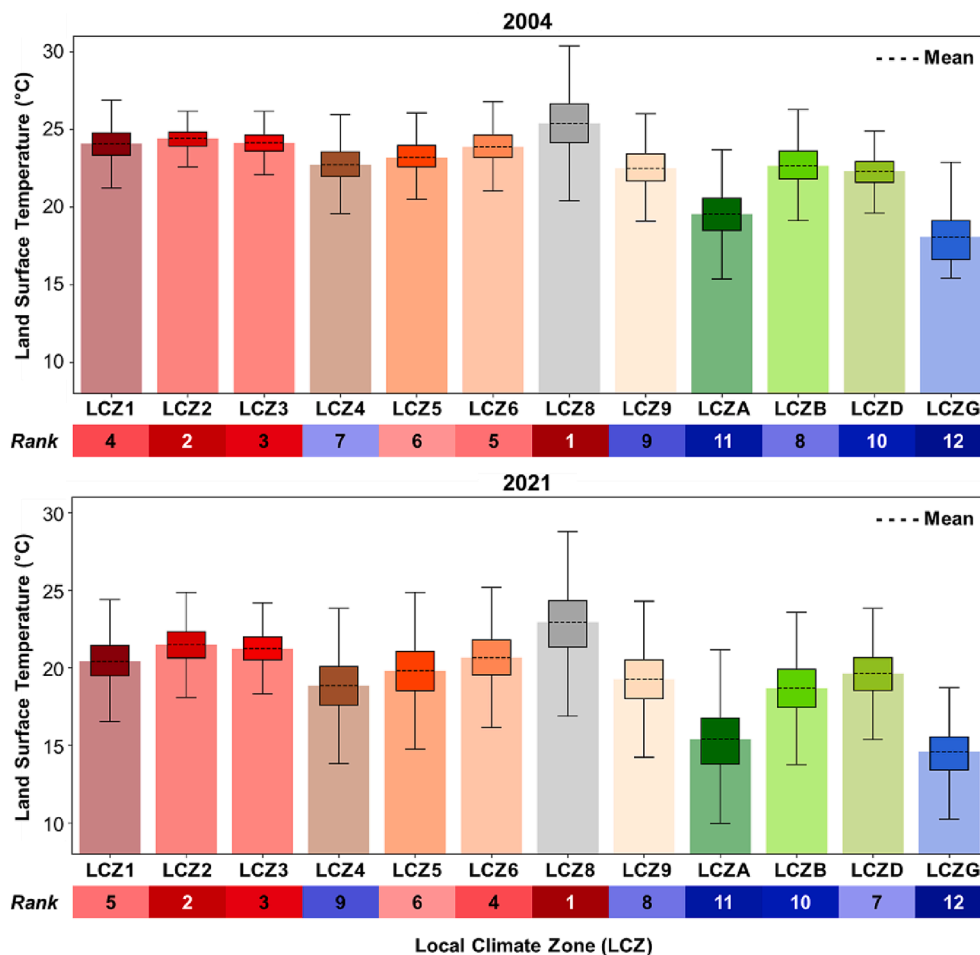 2004
30
25
20
15
10
Land Surface Temperature (°C)
Mean
LCZ1 LCZ2 LCZ3 LCZ4 LCZ5 LCZ6 LCZ8 LCZ9 LCZA LCZB LCZD LCZG
Rank 4 2 3 7 6 5 1 9 11 8 10 12
2021
30
25
20
15
10
Land Surface Temperature (°C)
Mean
LCZ1 LCZ2 LCZ3 LCZ4 LCZ5 LCZ6 LCZ8 LCZ9 LCZA LCZB LCZD LCZG
Rank 5 2 3 9 6 4 1 8 11 10 7 12
Local Climate Zone (LCZ)